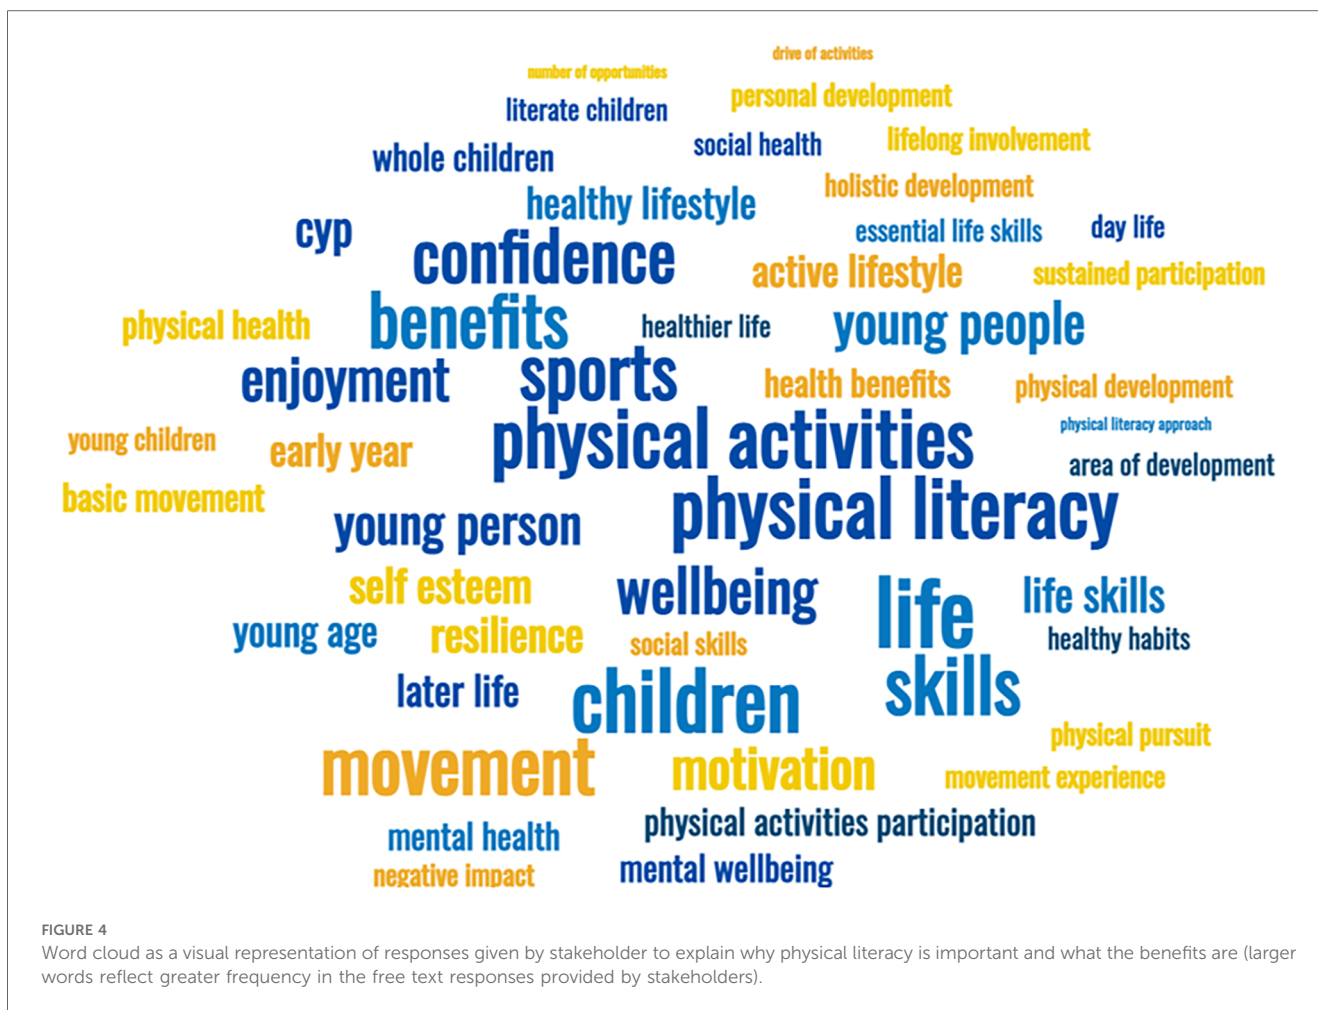 drive of activities
number of opportunities
personal development
literate children
lifelong involvement
social health
whole children
holistic development
healthy lifestyle
essential life skills
day life
cyp
confidence
active lifestyle
sustained participation
physical health
benefits
healthier life
young people
enjoyment
sports
health benefits
physical development
physical literacy approach
young children
early year
physical activities
area of development
basic movement
physical literacy
young person
self esteem
wellbeing
life
life skills
young age
resilience
social skills
healthy habits
later life
children
skills
physical pursuit
movement
motivation
movement experience
mental health
physical activities participation
negative impact
mental wellbeing
FIGURE 4
Word cloud as a visual representation of responses given by stakeholder to explain why physical literacy is important and what the benefits are (larger
words reflect greater frequency in the free text responses provided by stakeholders).